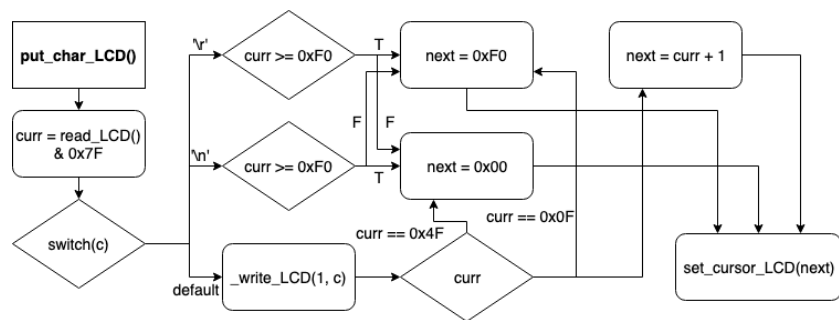 put_char_LCD()
curr = read_LCD()
& 0x7F
switch(c)
'\r'
'\n'
default
curr >= 0xF0
T
F
curr >= 0xF0
F
T
_write_LCD(1, c)
next = 0xF0
next = 0x00
curr == 0x4F
curr == 0x0F
curr
next = curr + 1
set_cursor_LCD(next)